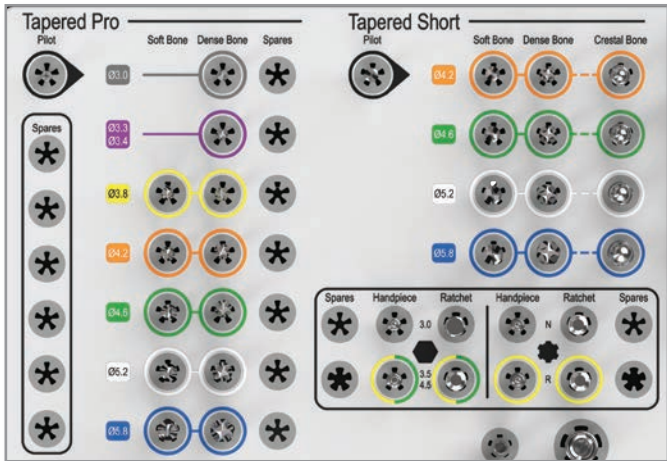 Tapered Pro
Pilot
Soft Bone
Dense Bone
Spares
Spares
Ø3.0
Ø3.3
Ø3.4
Ø3.8
Ø4.2
Ø4.6
Ø5.2
Ø5.8
Tapered Short
Pilot
Soft Bone
Dense Bone
Crestal Bone
Ø4.2
Ø4.6
Ø5.2
Ø5.8
Spares
Handpiece
Ratchet
Handpiece
Ratchet
Spares
3.0
N
3.5
4.5
R